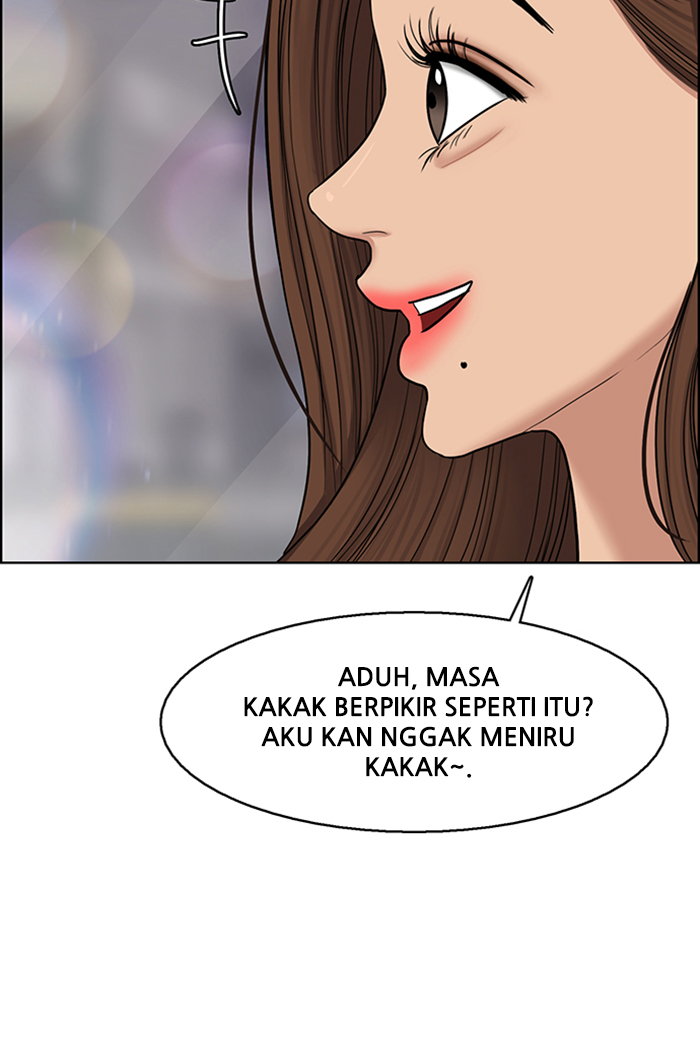 ADUH, MASA
KAKAK BERPIKIR SEPERTI ITU?
AKU KAN NGGAK MENIRU
KAKAK~.